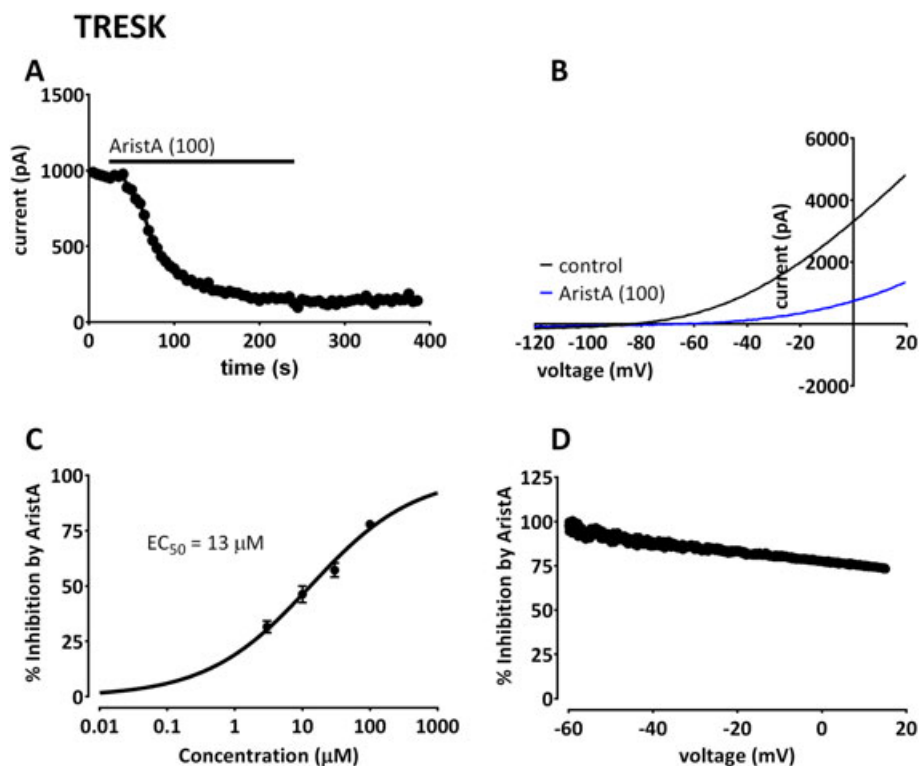 TRESK
A
1500
1000
500
0
current (pA)
AristA (100)
0 100 200 300 400
time (s)
B
6000
4000
2000
-2000
current (pA)
control
AristA (100)
-120 -100 -80 -60 -40 -20 20
voltage (mV)
C
100
75
50
25
0
% Inhibition by AristA
EC50 = 13 μM
0.01 0.1 1 10 100 1000
Concentration (μM)
D
125
100
75
50
25
0
% Inhibition by AristA
-60 -40 -20 0 20
voltage (mV)